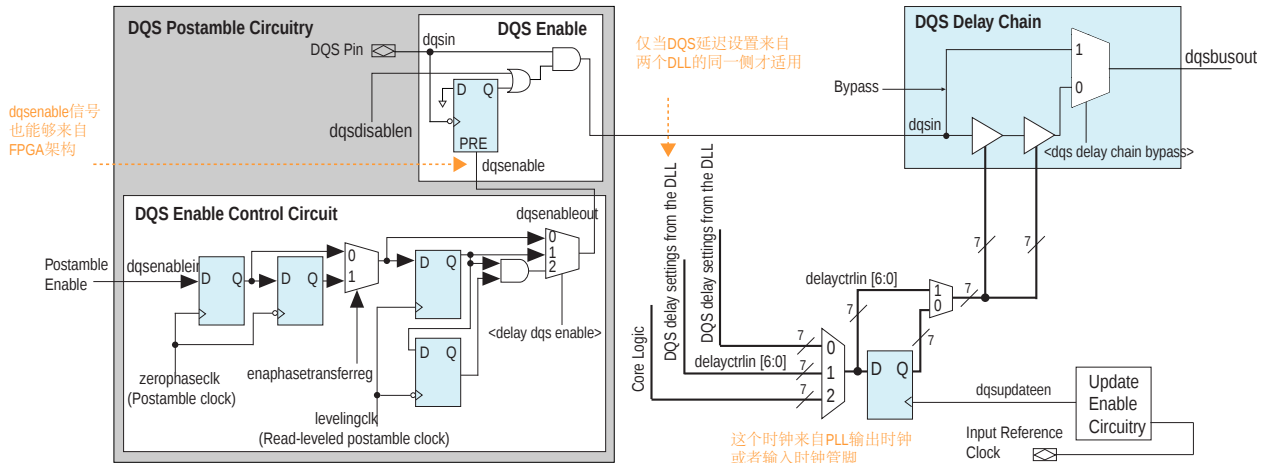 DQS Postamble Circuitry
DQS Enable
DQS Pin
dqsin
D
Q
PRE
dqsdisablen
dqsenable
dqsenable信号
也能够来自
FPGA架构
DQS Enable Control Circuit
dqsenableout
Postamble
Enable
dqsenablein
D
Q
D
Q
0
1
D
Q
D
Q
0
1
2
<delay dqs enable>
zerophaseclk
(Postamble clock)
enaphasetransferreg
levelingclk
(Read-leveled postamble clock)
仅当DQS延迟设置来自
两个DLL的同一侧才适用
DQS Delay Chain
Bypass
dqsin
1
0
dqsbusout
<dqs delay chain bypass>
7
7
Core Logic
DQS delay settings from the DLL
DQS delay settings from the DLL
delayctrlin [6:0]
delayctrlin [6:0]
7
7
7
0
1
2
7
D
Q
7
1
0
7
dqsupdateen
Update
Enable
Circuitry
Input Reference
Clock
这个时钟来自PLL输出时钟
或者输入时钟管脚